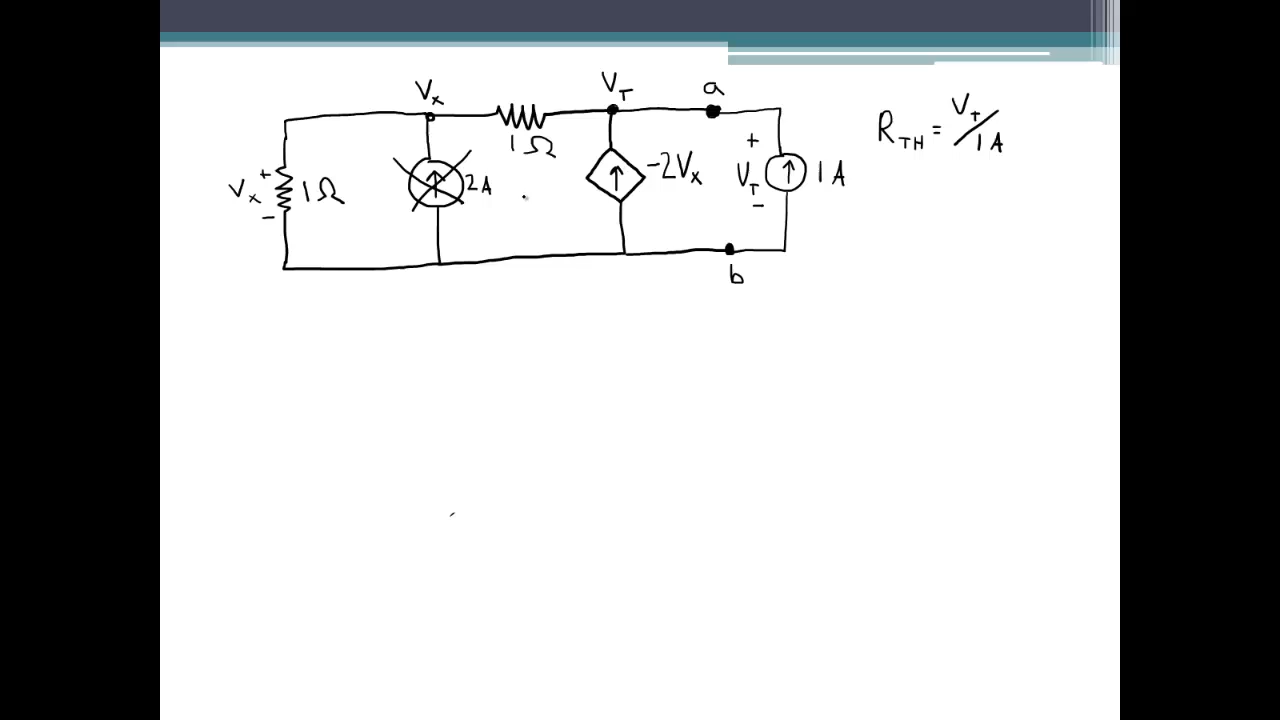 Vx
VT
a
RTH = VT/1A
1Ω
+
Vx
-
1Ω
2A
-2Vx
+
VT
-
1A
b